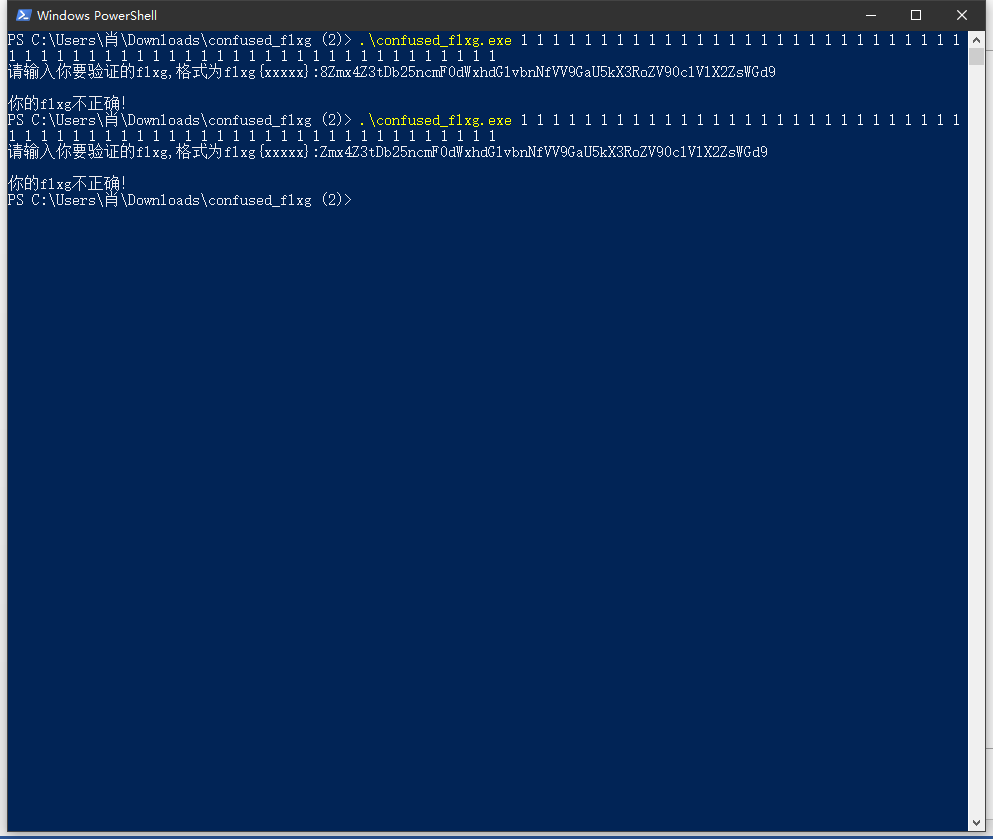 Windows PowerShell
PS C:\Users\肖\Downloads\confused_flxg (2)> .\confused_flxg.exe 1 1 1 1 1 1 1 1 1 1 1 1 1 1 1 1 1 1 1 1 1 1 1 1 1 1 1 1
1 1 1 1 1 1 1 1 1 1 1 1 1 1 1 1 1 1 1 1 1 1 1 1 1 1 1 1 1 1 1
请输入你要验证的flxg,格式为flxg{xxxxx}:8Zmx4Z3tDb25ncmF0dWxhdGlvbnNfVV9GaU5kX3RoZV90clVlX2ZsWGd9
你的flxg不正确!
PS C:\Users\肖\Downloads\confused_flxg (2)> .\confused_flxg.exe 1 1 1 1 1 1 1 1 1 1 1 1 1 1 1 1 1 1 1 1 1 1 1 1 1 1 1 1
1 1 1 1 1 1 1 1 1 1 1 1 1 1 1 1 1 1 1 1 1 1 1 1 1 1 1 1 1 1 1
请输入你要验证的flxg,格式为flxg{xxxxx}:Zmx4Z3tDb25ncmF0dWxhdGlvbnNfVV9GaU5kX3RoZV90clVlX2ZsWGd9
你的flxg不正确!
PS C:\Users\肖\Downloads\confused_flxg (2)>